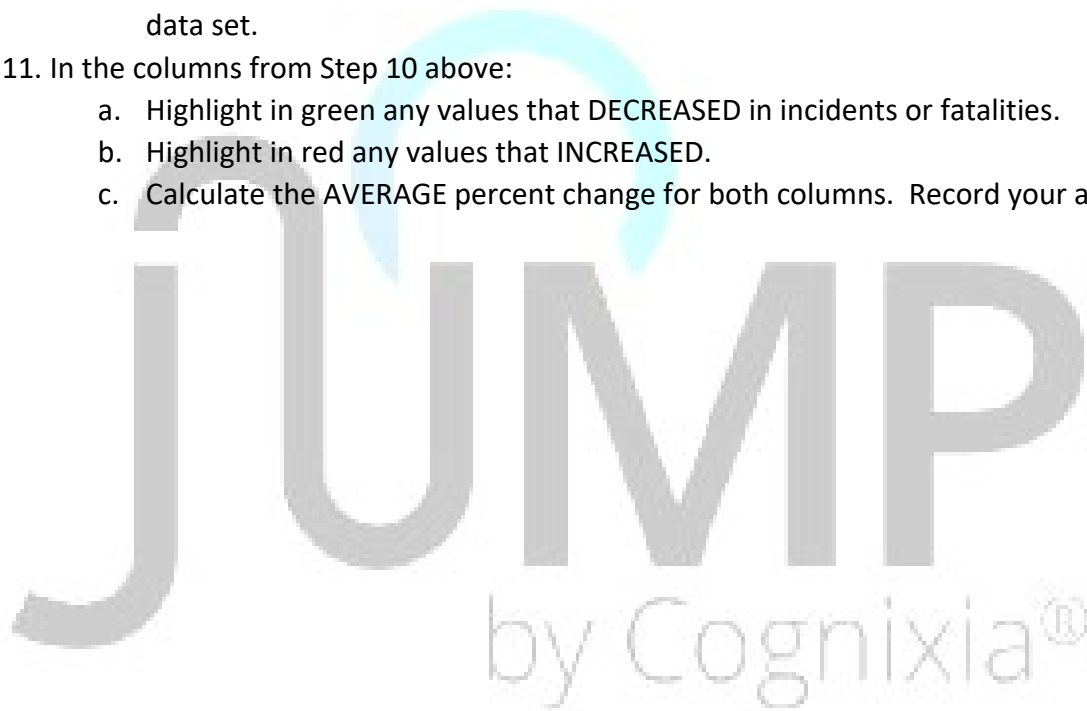 data set.
11. In the columns from Step 10 above:
a. Highlight in green any values that DECREASED in incidents or fatalities.
b. Highlight in red any values that INCREASED.
c. Calculate the AVERAGE percent change for both columns. Record your a
jUMP
by Cognixia®